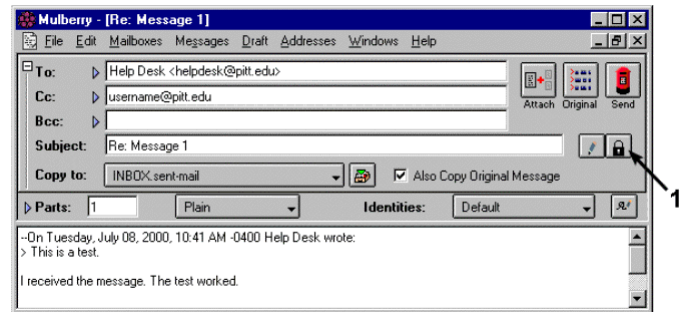 Mulberry - [Re: Message 1]
File Edit Mailboxes Messages Draft Addresses Windows Help
To: Help Desk <helpdesk@pitt.edu>
Cc: username@pitt.edu
Bcc:
Attach Original Send
Subject: Re: Message 1
Copy to: INBOX.sent-mail Also Copy Original Message
1
Parts: 1 Plain Identities: Default
--On Tuesday, July 08, 2000, 10:41 AM -0400 Help Desk wrote:
> This is a test.
I received the message. The test worked.